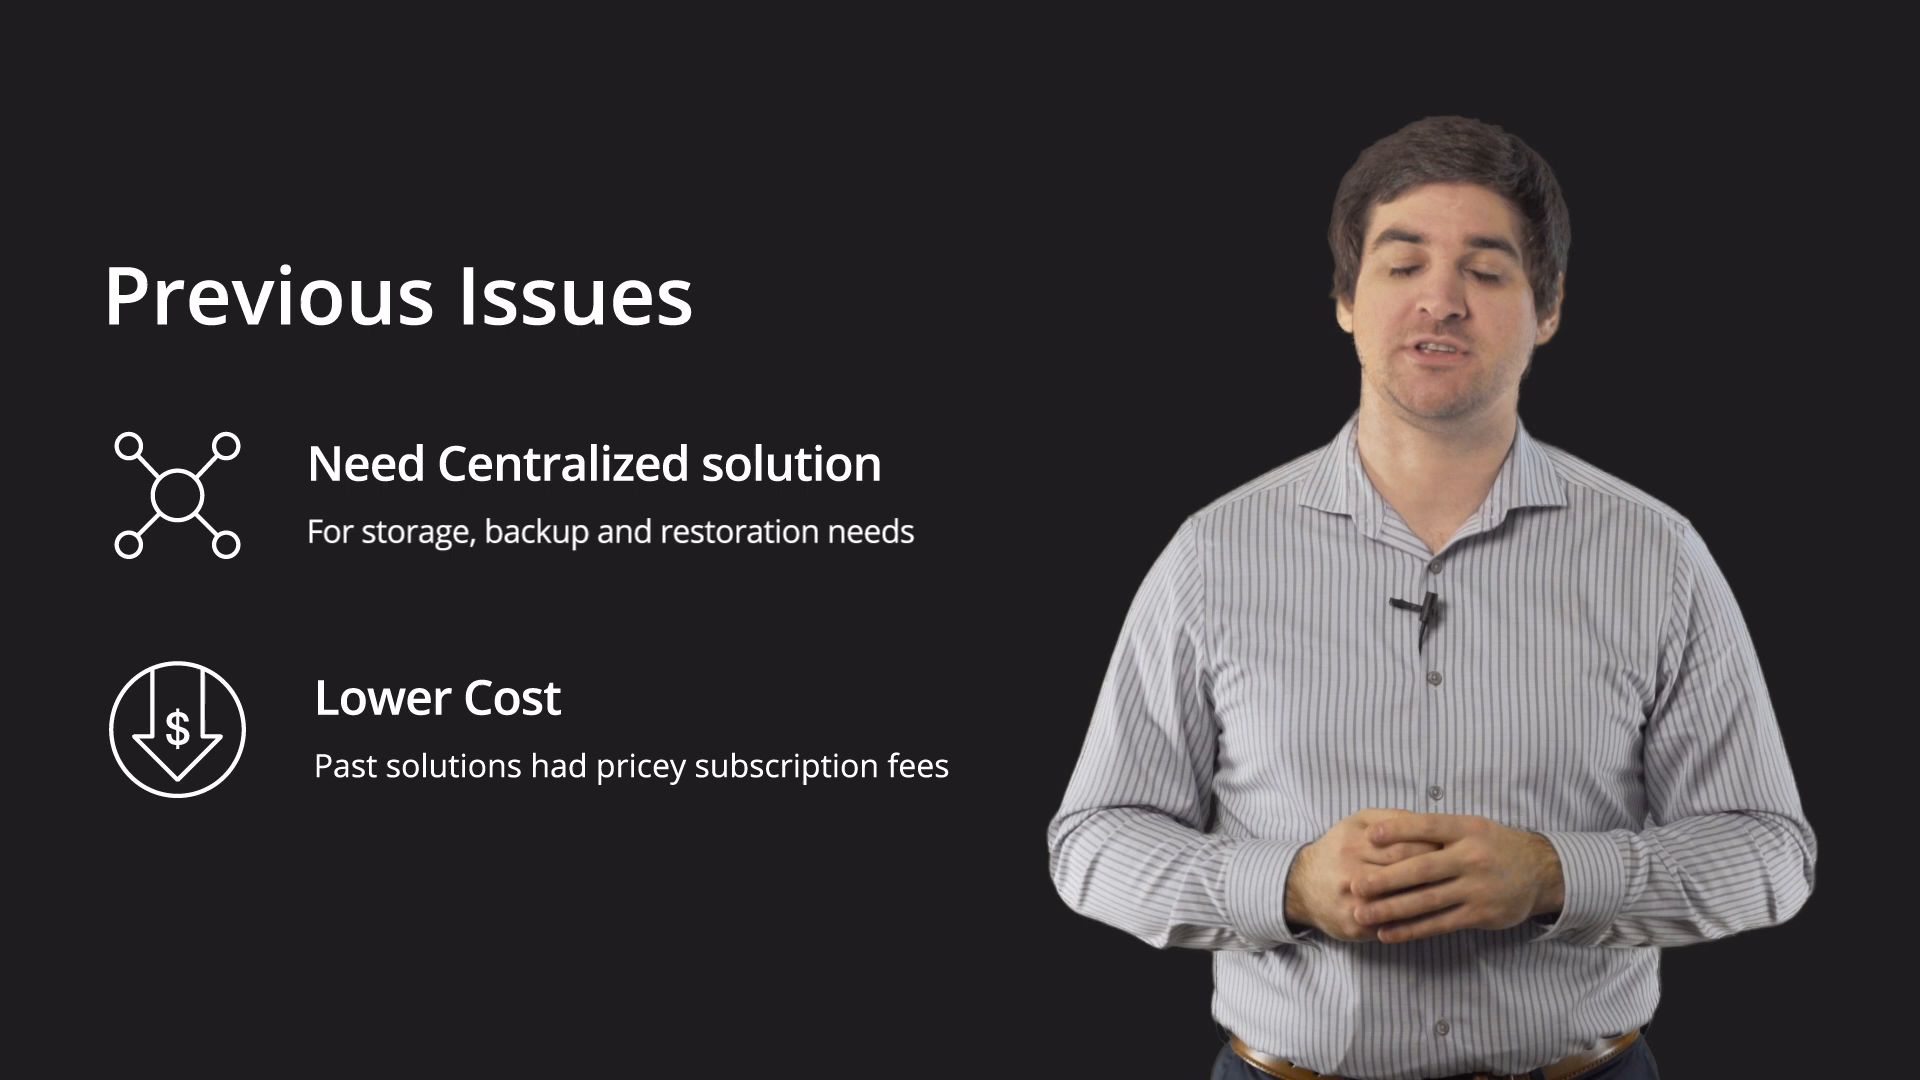 Previous Issues
Need Centralized solution
For storage, backup and restoration needs
$
Lower Cost
Past solutions had pricey subscription fees